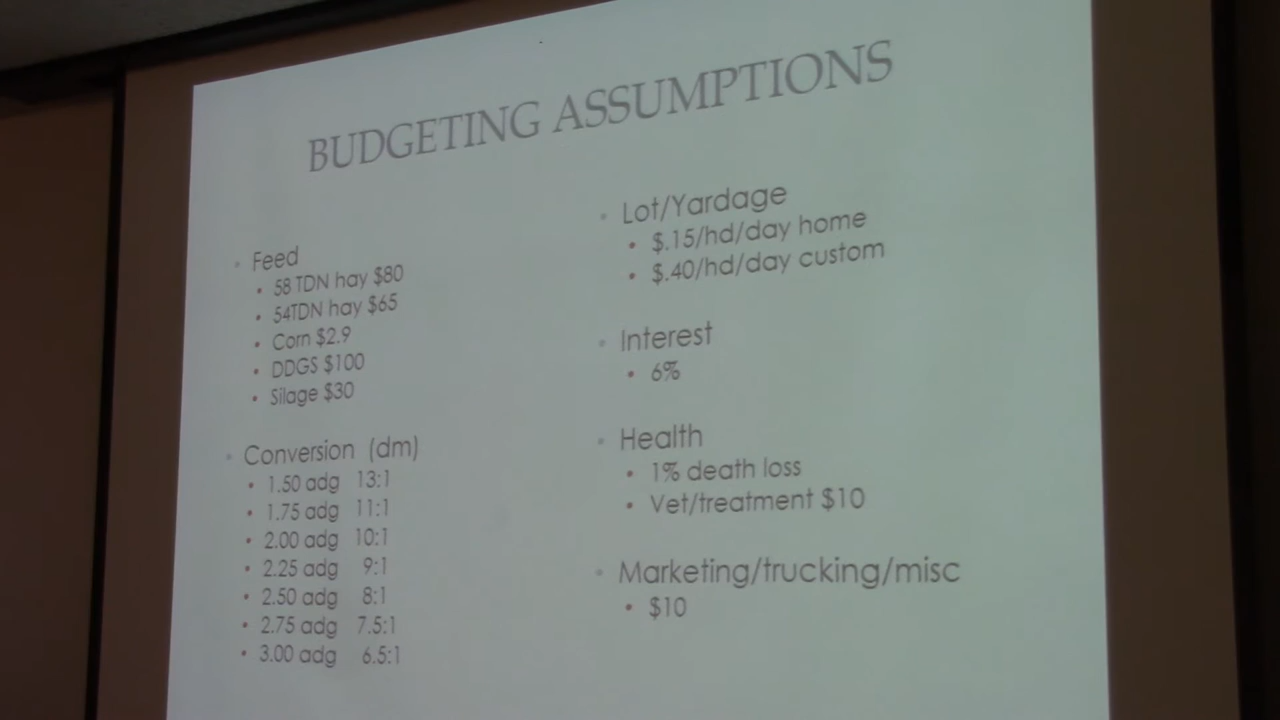 BUDGETING ASSUMPTIONS
Feed
58 TDN hay $80
54TDN hay $65
Corn $2.9
DDGS $100
Silage $30
Conversion (dm)
1.50 adg 13:1
1.75 adg 11:1
2.00 adg 10:1
2.25 adg 9:1
2.50 adg 8:1
2.75 adg 7.5:1
3.00 adg 6.5:1
Lot/Yardage
$.15/hd/day home
$.40/hd/day custom
Interest
6%
Health
1% death loss
Vet/treatment $10
Marketing/trucking/misc
$10